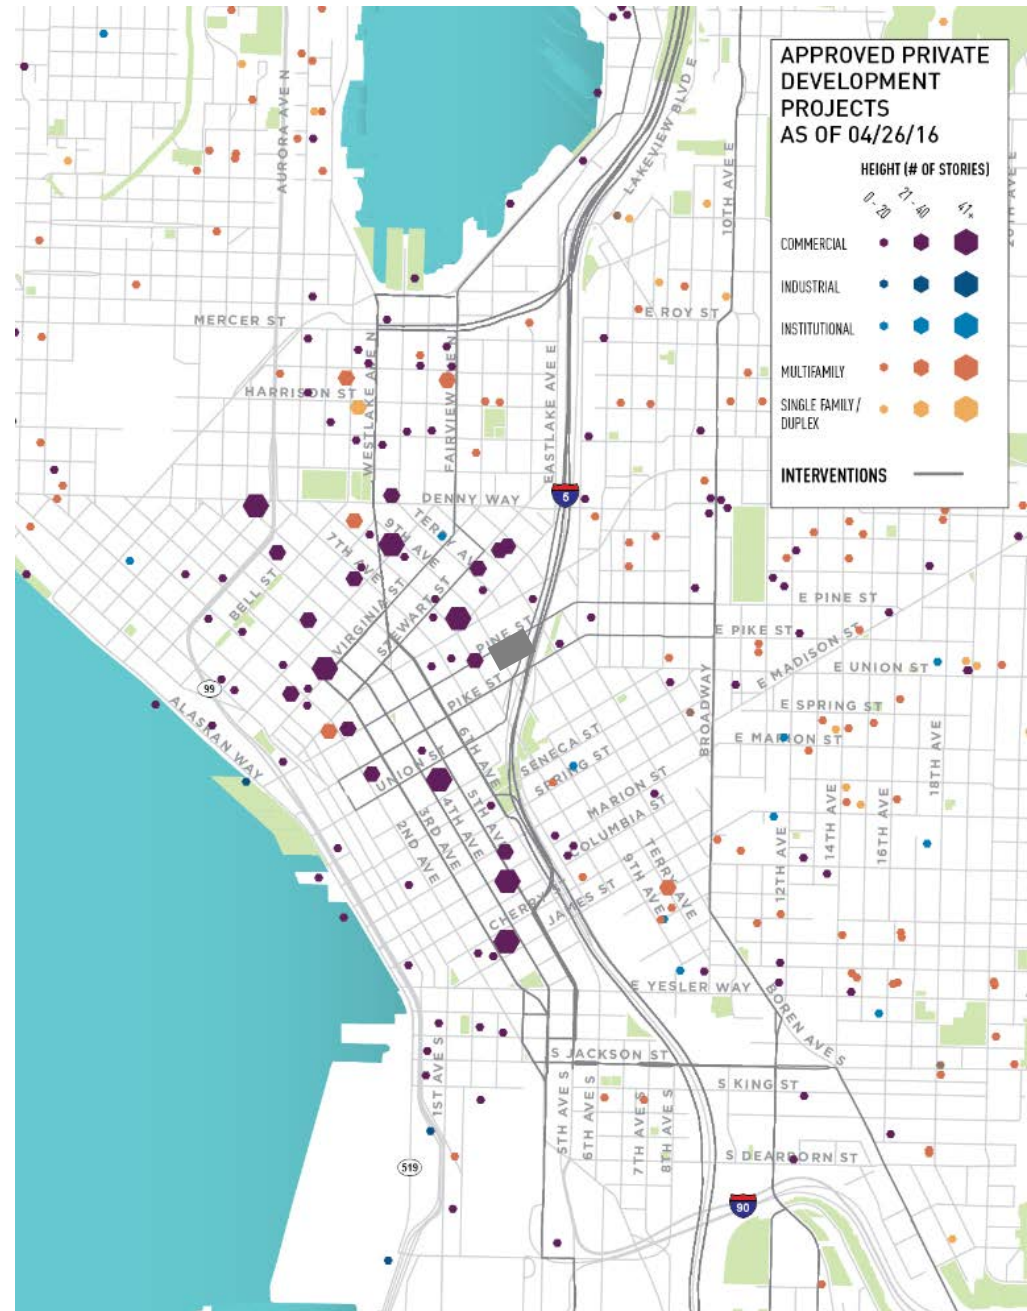 APPROVED PRIVATE
DEVELOPMENT
PROJECTS
AS OF 04/26/16
HEIGHT (# OF STORIES)
0 - 20
21 - 40
41+
COMMERCIAL
INDUSTRIAL
INSTITUTIONAL
MULTIFAMILY
SINGLE FAMILY /
DUPLEX
INTERVENTIONS
AURORA AVE N
LAKEVIEW BLVD E
10TH AVE E
MERCER ST
E ROY ST
HARRISON ST
WESTLAKE AVE N
FAIRVIEW AVE N
EASTLAKE AVE E
DENNY WAY
5
TERRY AVE
9TH AVE
7TH AVE
BELL ST
VIRGINIA ST
STEWART ST
PINE ST
PIKE ST
E PINE ST
E PIKE ST
E MADISON ST
E UNION ST
E SPRING ST
E MARION ST
99
ALASKAN WAY
UNION ST
6TH AVE
5TH AVE
4TH AVE
3RD AVE
2ND AVE
SENECA ST
SPRING ST
MARION ST
COLUMBIA ST
BROADWAY
TERRY AVE
9TH AVE
12TH AVE
14TH AVE
16TH AVE
18TH AVE
CHERRY ST
JAMES ST
E YESLER WAY
BOREN AVE S
S JACKSON ST
S KING ST
1ST AVE S
5TH AVE S
6TH AVE S
7TH AVE S
8TH AVE S
S DEARBORN ST
519
90